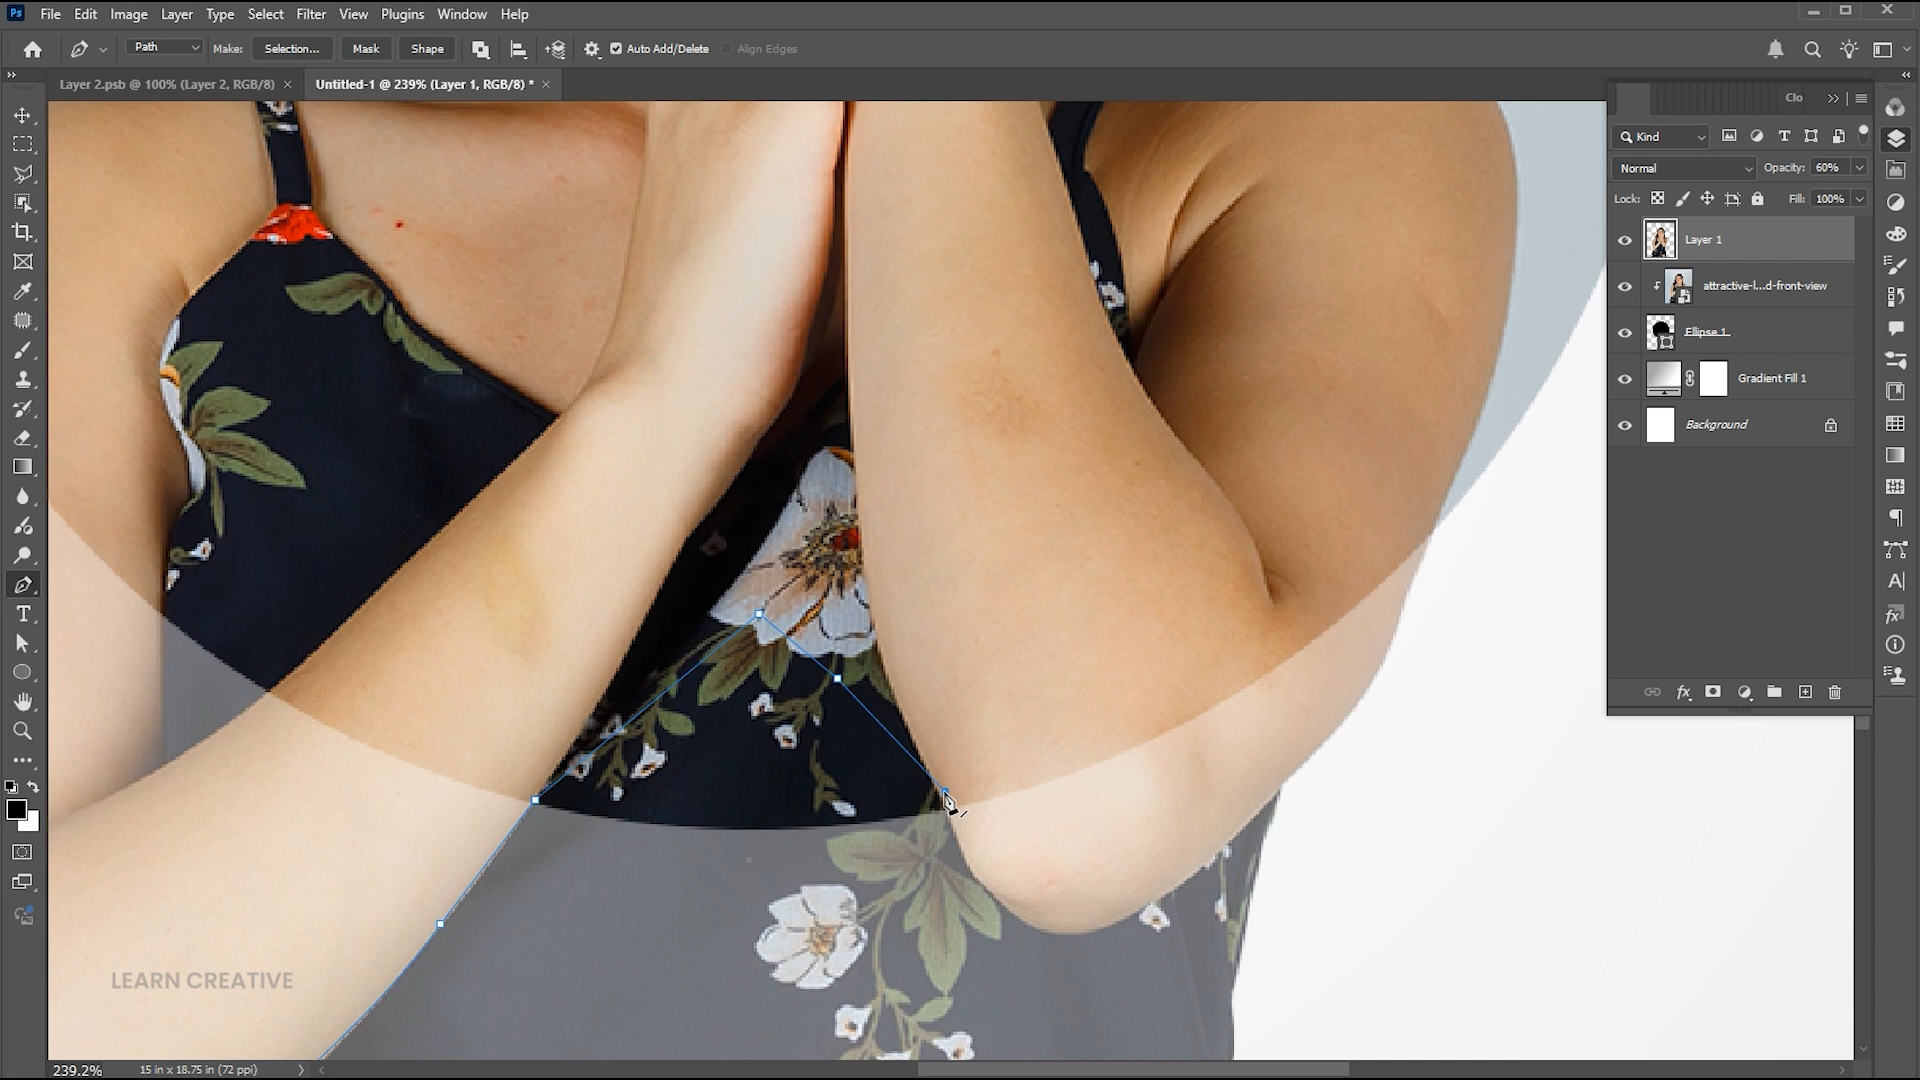 Ps File Edit Image Layer Type Select Filter View Plugins Window Help
Path Make: Selection... Mask Shape Auto Add/Delete Align Edges
Layer 2.psb @ 100% (Layer 2, RGB/8) × Untitled-1 @ 239% (Layer 1, RGB/8) * ×
Clo
Kind
Normal Opacity: 60%
Lock: Fill: 100%
Layer 1
attractive-l...d-front-view
Ellipse 1
Gradient Fill 1
Background
LEARN CREATIVE
239.2% 15 in x 18.75 in (72 ppi)